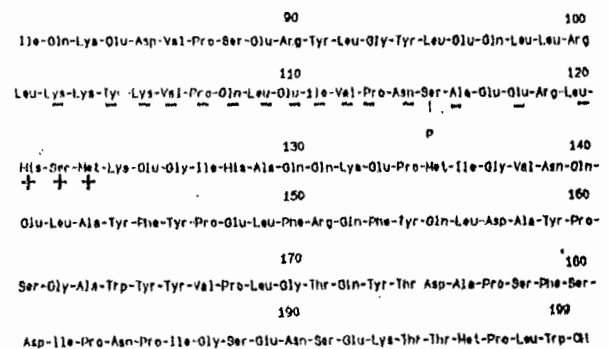 90 100
Ile-Gln-Lys-Glu-Asp-Val-Pro-Ser-Glu-Arg-Tyr-Leu-Gly-Tyr-Leu-Glu-Gln-Leu-Leu-Arg
110 120
Leu-Lys-Lys-Ty -Lys-Val-Pro-Gln-Leu-Glu-Ile-Val-Pro-Asn-Ser-Ala-Glu-Glu-Arg-Leu-
P
130 140
His-Ser-Met-Lys-Glu-Gly-Ile-His-Ala-Gln-Gln-Lys-Glu-Pro-Met-Ile-Gly-Val-Asn-Gln-
150 160
Glu-Leu-Ala-Tyr-Phe-Tyr-Pro-Glu-Leu-Phe-Arg-Gln-Phe-Tyr-Gln-Leu-Asp-Ala-Tyr-Pro-
170 180
Ser-Gly-Ala-Trp-Tyr-Tyr-Val-Pro-Leu-Gly-Thr-Gln-Tyr-Thr Asp-Ala-Pro-Ser-Phe-Ser-
190 199
Asp-Ile-Pro-Asn-Pro-Ile-Gly-Ser-Glu-Asn-Ser-Glu-Lys-Thr-Thr-Met-Pro-Leu-Trp-OH